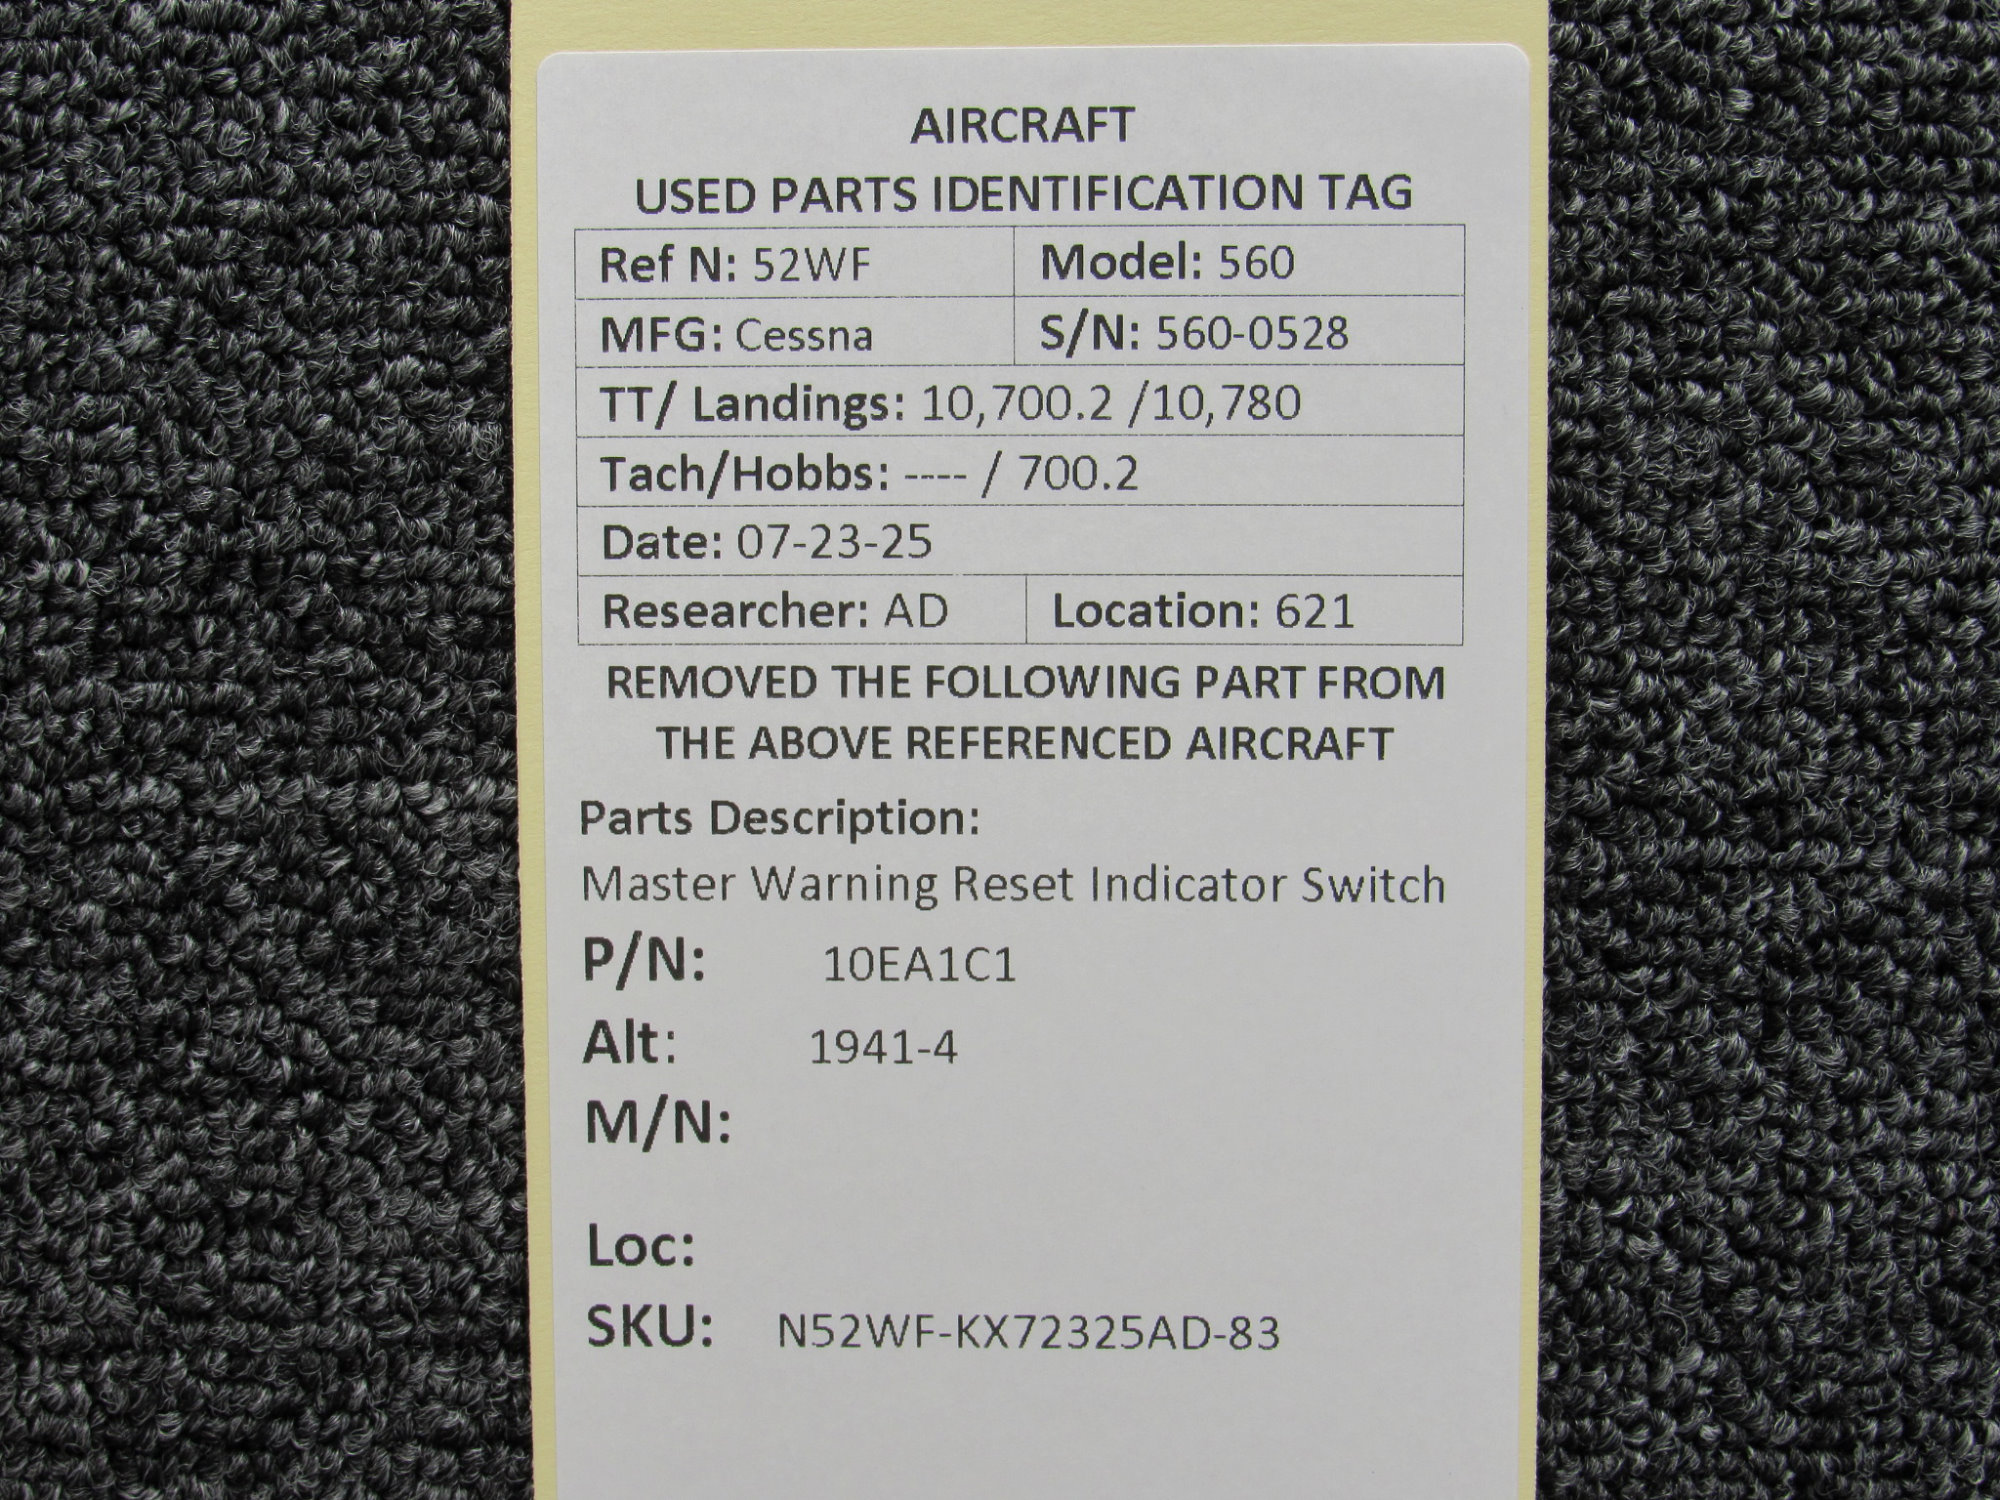 AIRCRAFT
USED PARTS IDENTIFICATION TAG
Ref N: 52WF Model: 560
MFG: Cessna S/N: 560-0528
TT/ Landings: 10,700.2 /10,780
Tach/Hobbs: ---- / 700.2
Date: 07-23-25
Researcher: AD Location: 621
REMOVED THE FOLLOWING PART FROM
THE ABOVE REFERENCED AIRCRAFT
Parts Description:
Master Warning Reset Indicator Switch
P/N: 10EA1C1
Alt: 1941-4
M/N:
Loc:
SKU: N52WF-KX72325AD-83